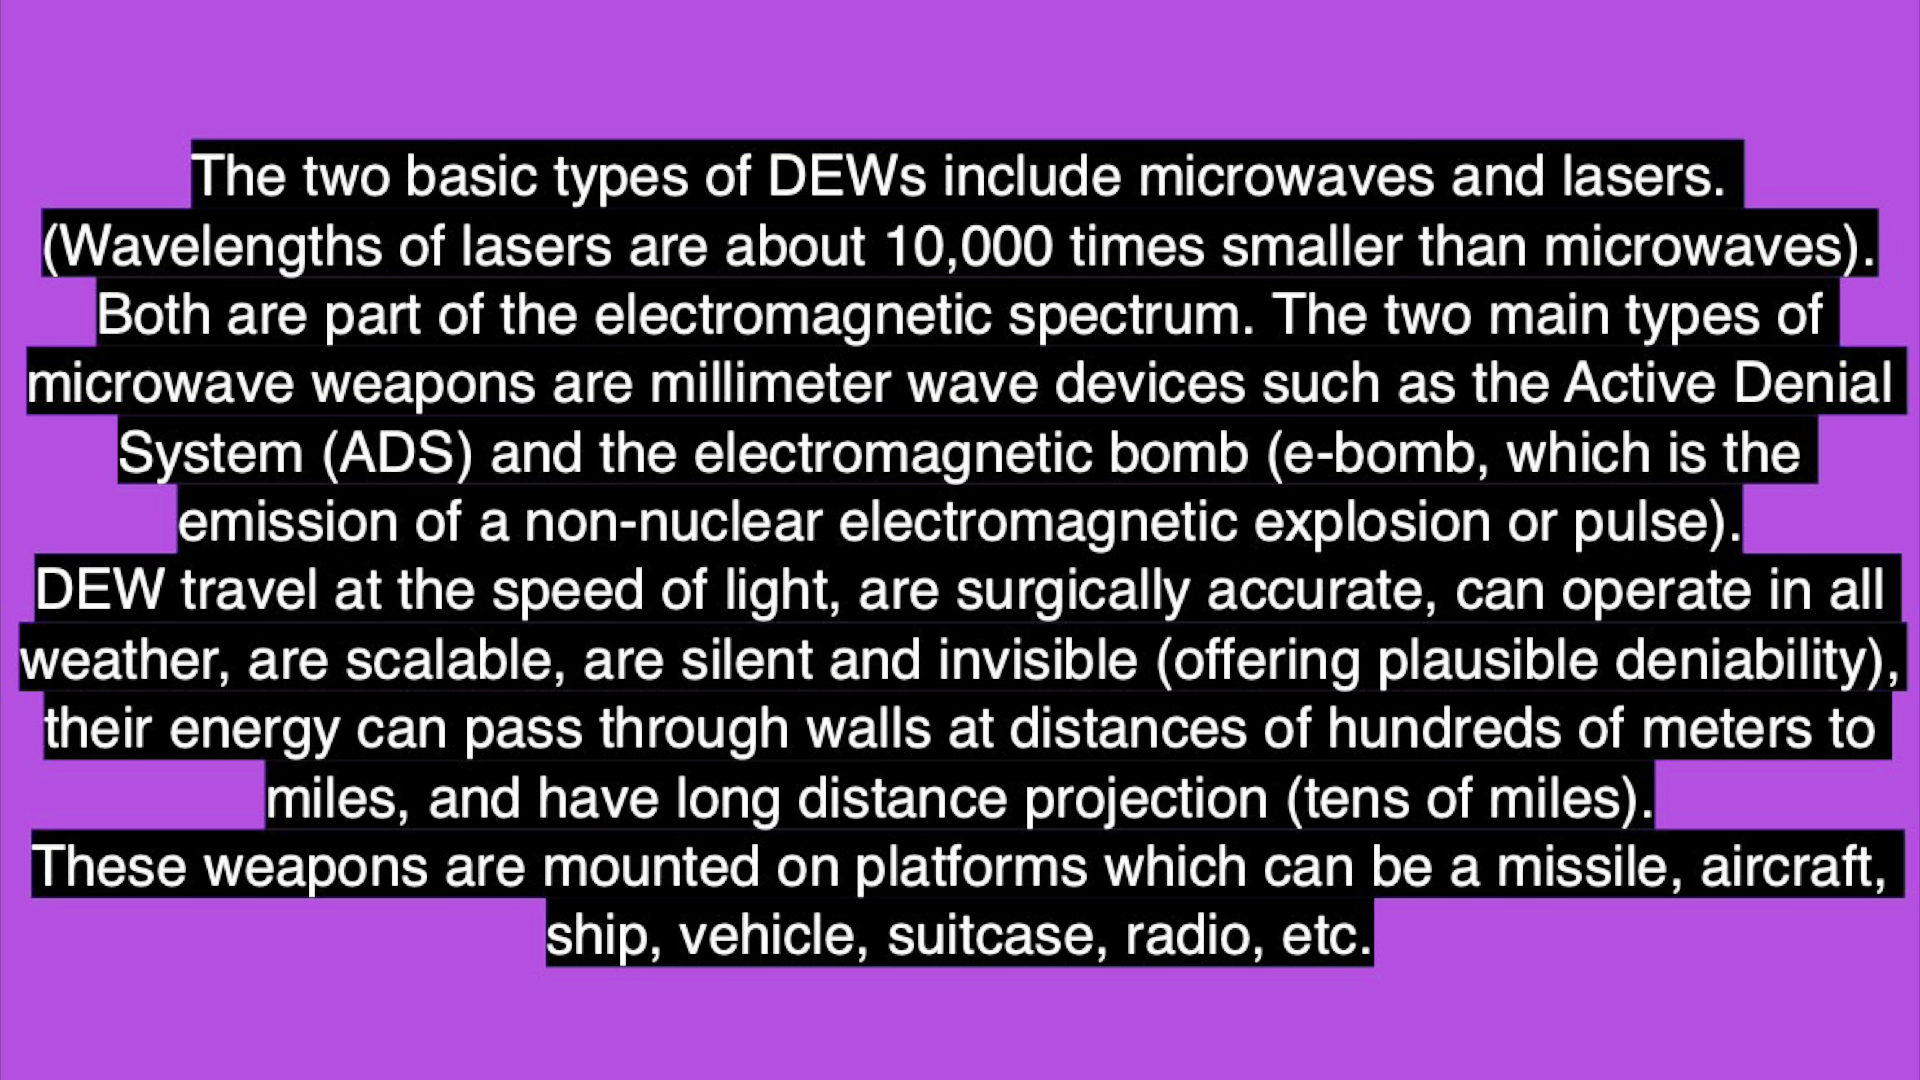 The two basic types of DEWs include microwaves and lasers.
(Wavelengths of lasers are about 10,000 times smaller than microwaves).
Both are part of the electromagnetic spectrum. The two main types of
microwave weapons are millimeter wave devices such as the Active Denial
System (ADS) and the electromagnetic bomb (e-bomb, which is the
emission of a non-nuclear electromagnetic explosion or pulse).
DEW travel at the speed of light, are surgically accurate, can operate in all
weather, are scalable, are silent and invisible (offering plausible deniability),
their energy can pass through walls at distances of hundreds of meters to
miles, and have long distance projection (tens of miles).
These weapons are mounted on platforms which can be a missile, aircraft,
ship, vehicle, suitcase, radio, etc.